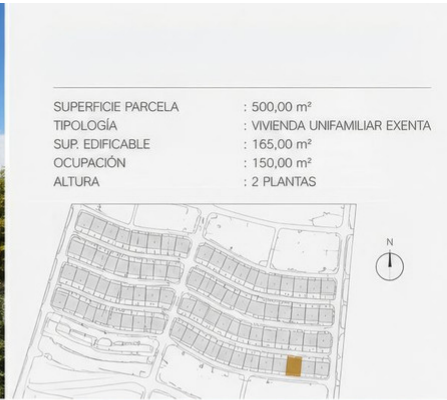 SUPERFICIE PARCELA : 500,00 m²
TIPOLOGÍA : VIVIENDA UNIFAMILIAR EXENTA
SUP. EDIFICABLE : 165,00 m²
OCUPACIÓN : 150,00 m²
ALTURA : 2 PLANTAS
N